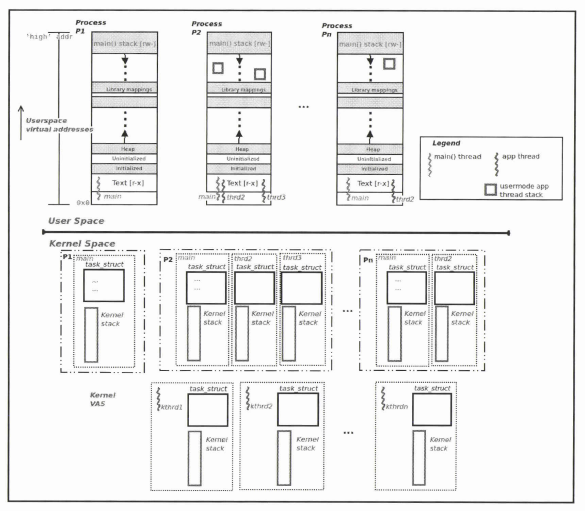 Process
P1
Process
P2
Process
Pn
'high' addr
main() stack [rw-]
main() stack [rw-]
main() stack [rw-]
Library mappings
Library mappings
Library mappings
...
Userspace
virtual addresses
Heap
Uninitialized
Initialized
Text [r-x]
main
Heap
Uninitialized
Initialized
Text [r-x]
main
thrd2
thrd3
Heap
Uninitialized
Initialized
Text [r-x]
main
thrd2
0x0
Legend
main() thread
app thread
usermode app
thread stack
User Space
Kernel Space
P1
main
task_struct
...
...
Kernel
stack
P2
main
task_struct
...
...
Kernel
stack
thrd2
task_struct
Kernel
stack
thrd3
task_struct
Kernel
stack
...
Pn
main
task_struct
...
...
Kernel
stack
thrd2
task_struct
Kernel
stack
Kernel
VAS
kthrd1
task_struct
Kernel
stack
kthrd2
task_struct
Kernel
stack
...
kthrdn
task_struct
Kernel
stack